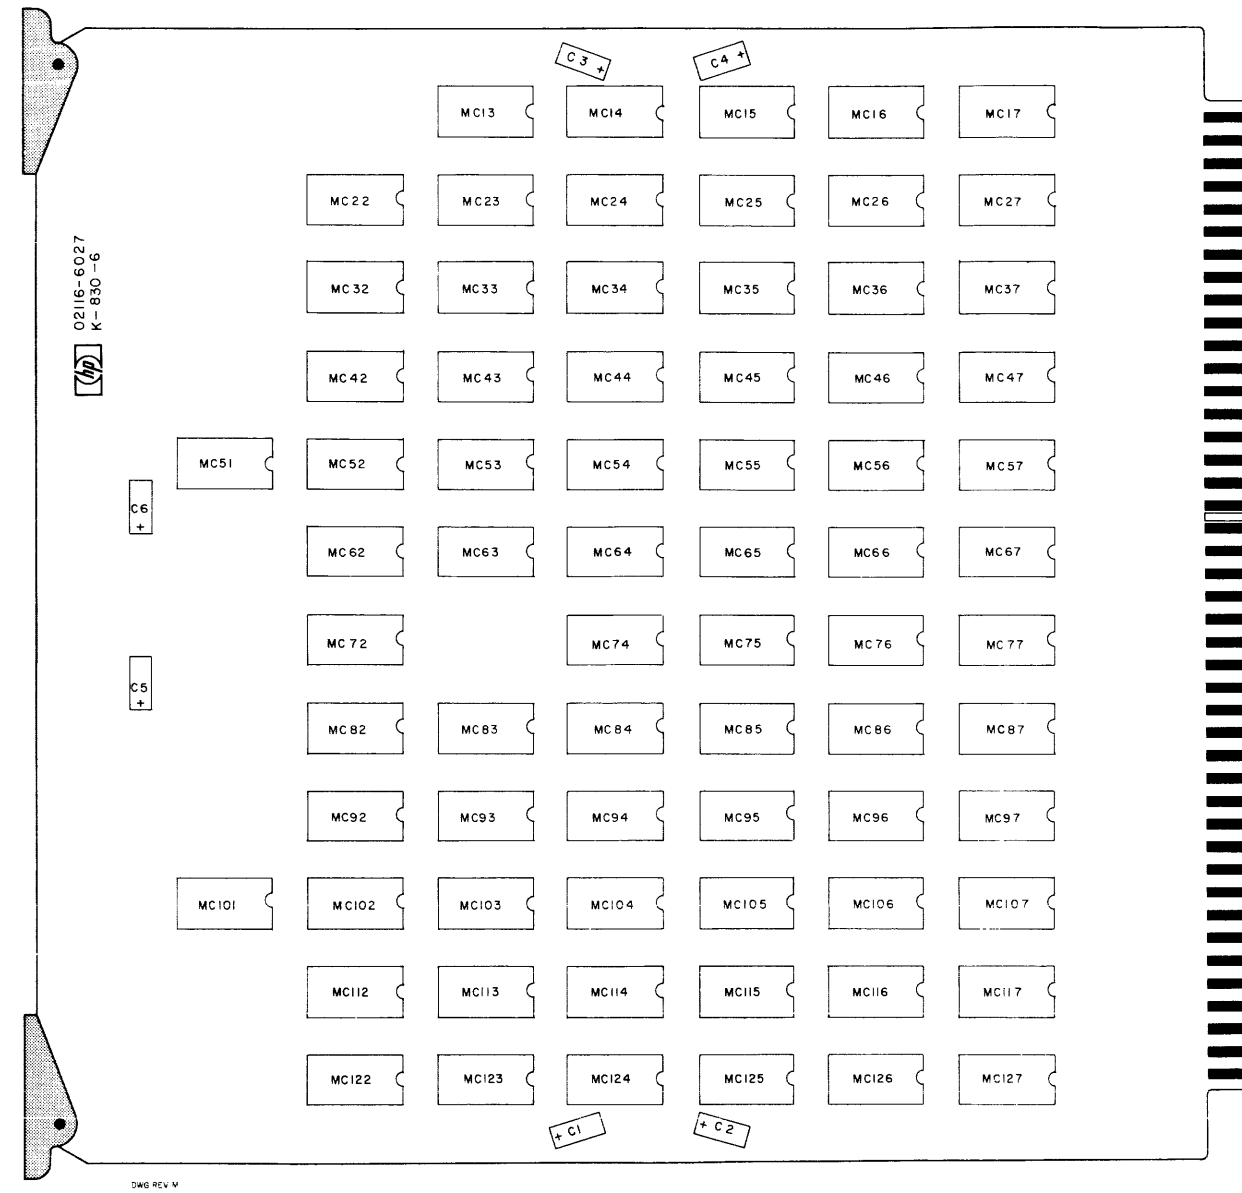 C3 +
C4 +
MC13 MC14 MC15 MC16 MC17
MC22 MC23 MC24 MC25 MC26 MC27
02116-6027
K-830-6
hp
MC32 MC33 MC34 MC35 MC36 MC37
MC42 MC43 MC44 MC45 MC46 MC47
MC51 MC52 MC53 MC54 MC55 MC56 MC57
C6
+
MC62 MC63 MC64 MC65 MC66 MC67
MC72 MC74 MC75 MC76 MC77
C5
+
MC82 MC83 MC84 MC85 MC86 MC87
MC92 MC93 MC94 MC95 MC96 MC97
MC101 MC102 MC103 MC104 MC105 MC106 MC107
MC112 MC113 MC114 MC115 MC116 MC117
MC122 MC123 MC124 MC125 MC126 MC127
+ C1
+ C2
DWG REV M